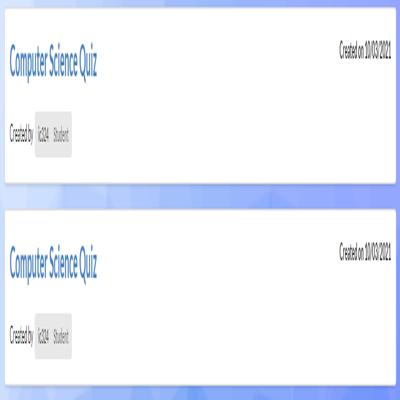 Computer Science Quiz
Created on 10/03/2021
Created by lc324 Student
Computer Science Quiz
Created on 10/03/2021
Created by lc324 Student